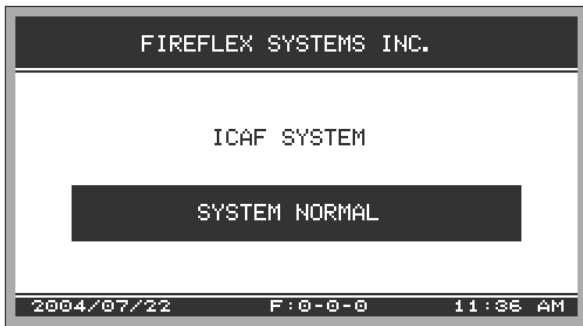 FIREFLEX SYSTEMS INC.
ICAF SYSTEM
SYSTEM NORMAL
2004/07/22 F:0-0-0 11:36 AM